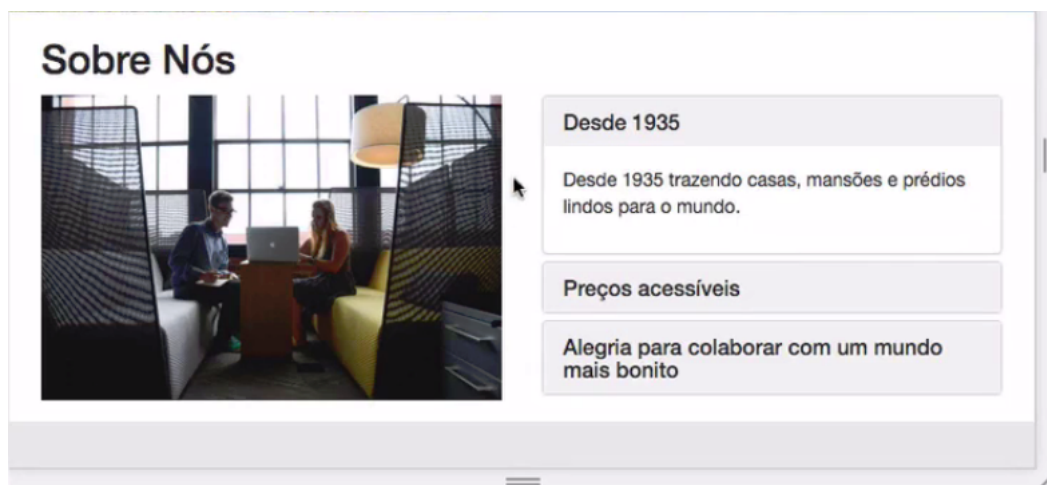 Sobre Nós
Desde 1935
Desde 1935 trazendo casas, mansões e prédios
lindos para o mundo.
Preços acessíveis
Alegria para colaborar com um mundo
mais bonito